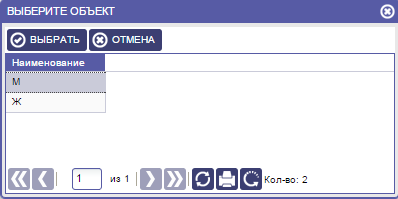 ВЫБЕРИТЕ ОБЪЕКТ
ВЫБРАТЬ ОТМЕНА
Наименование
М
Ж
1 из 1 Кол-во: 2